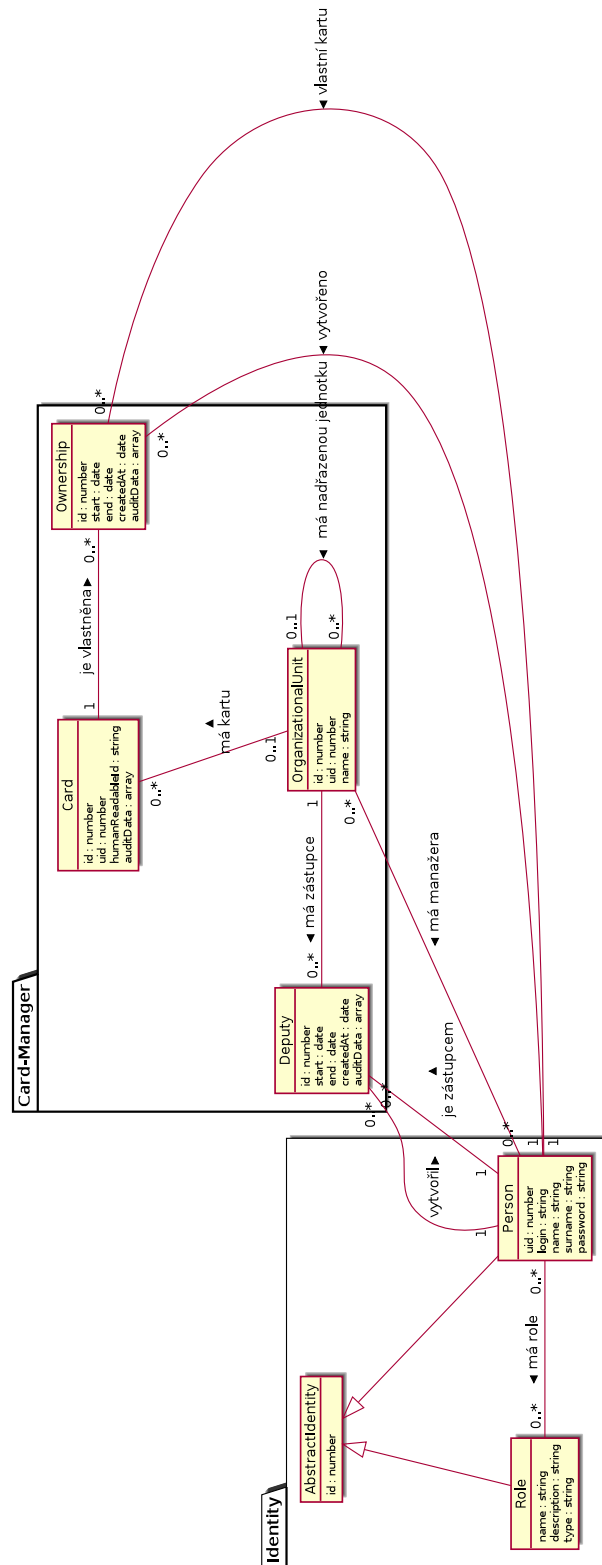 Card-Manager
Card
id : number
uid : number
humanReadableId : string
auditData : array
0..*
1
je vlastněna
0..*
Ownership
id : number
start : date
end : date
createdAt : date
auditData : array
0..*
0..*
má kartu
0..1
Deputy
id : number
start : date
end : date
createdAt : date
auditData : array
0..*
0..*
0..*
má zástupce
1
OrganizationalUnit
id : number
uid : number
name : string
0..*
0..1
0..*
má nadřazenou jednotku
vytvořeno
vlastní kartu
vytvořil
je zástupcem
má manažera
Identity
AbstractIdentity
id : number
Role
name : string
description : string
type : string
0..*
má role
0..*
Person
uid : number
login : string
name : string
surname : string
password : string
1
1
0..*
1
1